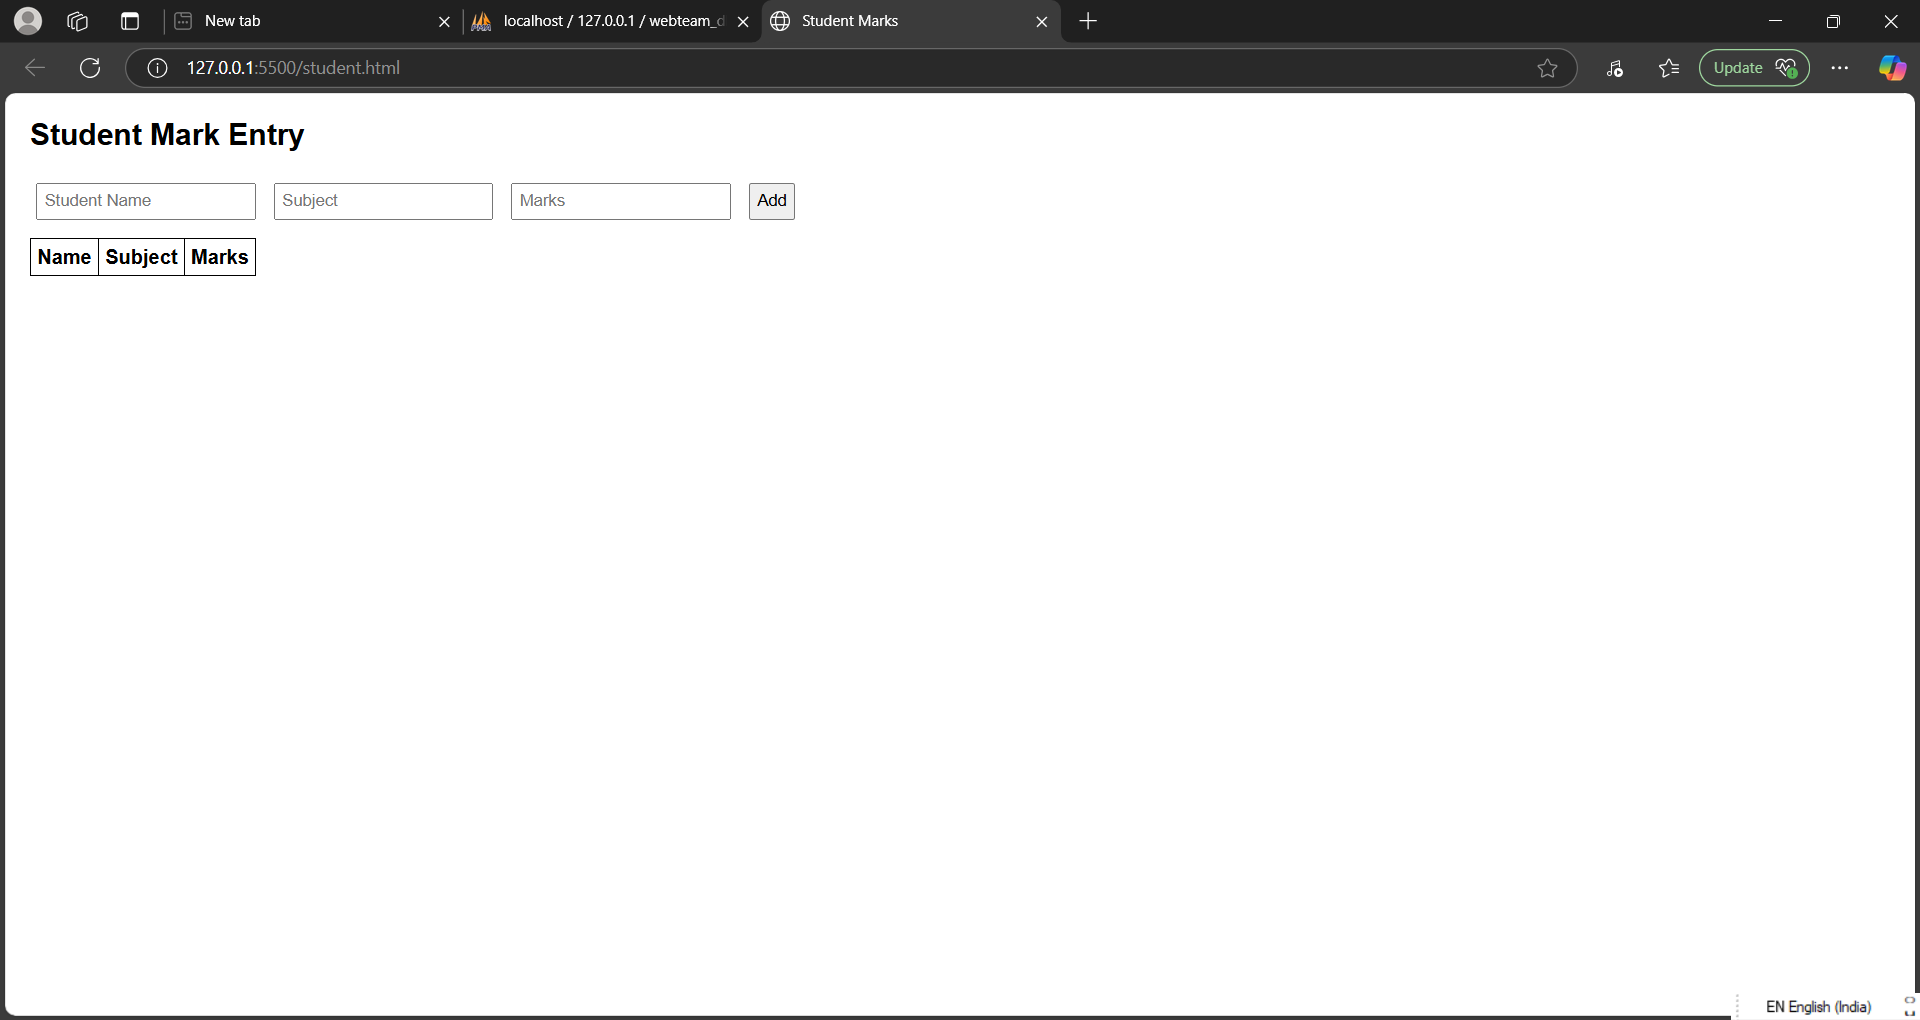 New tab
localhost / 127.0.0.1 / webteam_d
Student Marks
127.0.0.1:5500/student.html
Update
Student Mark Entry
Student Name
Subject
Marks
Add
Name Subject Marks
EN English (India)